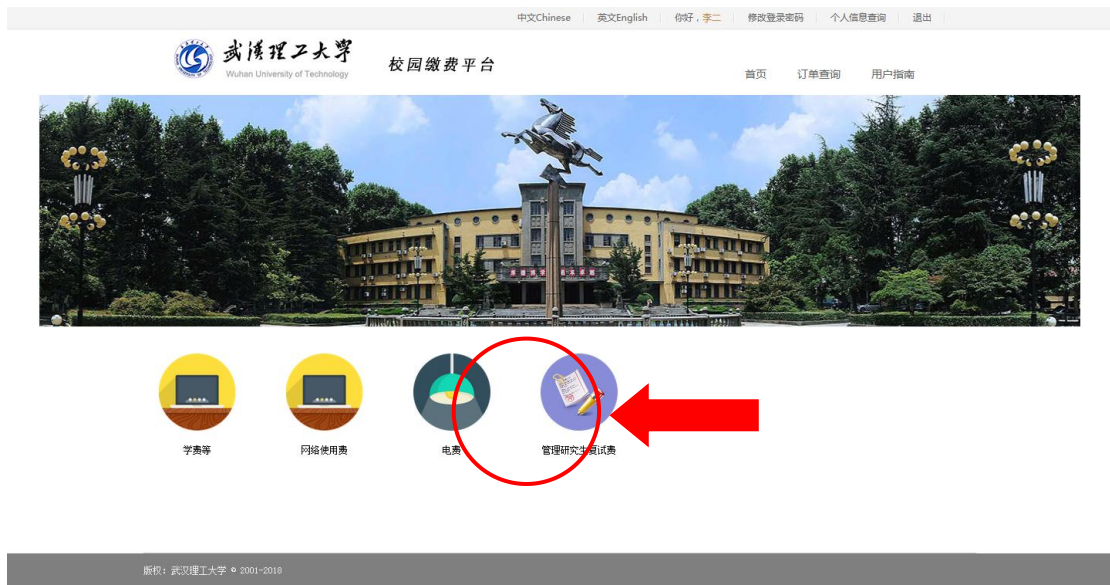 中文Chinese 英文English 你好，李二 修改登录密码 个人信息查询 退出
武汉理工大学
Wuhan University of Technology
校园缴费平台
首页 订单查询 用户指南
学费等 网络使用费 电费 管理研究生复试费
版权：武汉理工大学 © 2001-2018